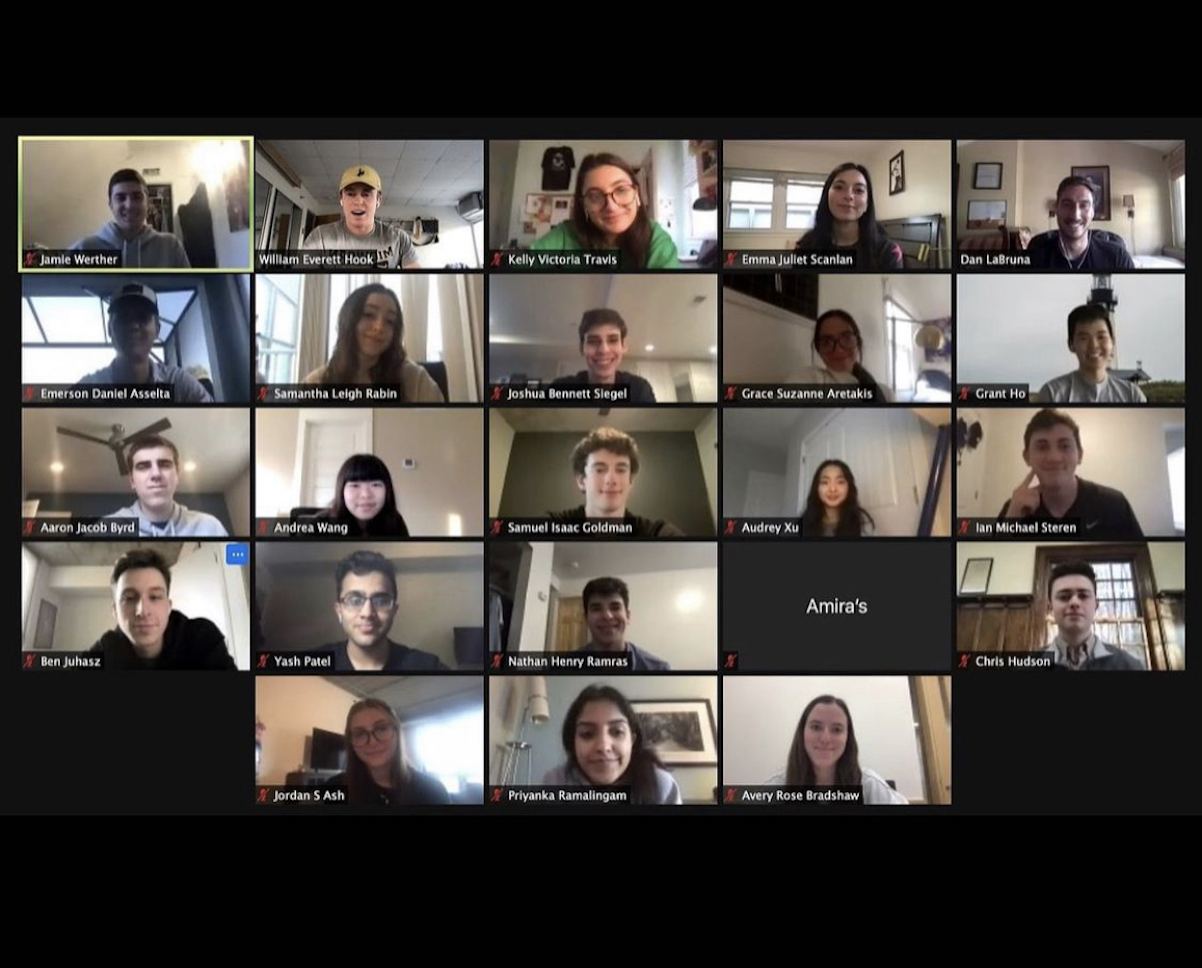 Jamie Werther
William Everett Hook
Kelly Victoria Travis
Emma Juliet Scanlan
Dan LaBruna
Emerson Daniel Asselta
Samantha Leigh Rabin
Joshua Bennett Siegel
Grace Suzanne Aretakis
Grant Ho
Aaron Jacob Byrd
Andrea Wang
Samuel Isaac Goldman
Audrey Xu
Ian Michael Steren
Ben Juhasz
Yash Patel
Nathan Henry Ramras
Amira’s
Chris Hudson
Jordan S Ash
Priyanka Ramalingam
Avery Rose Bradshaw